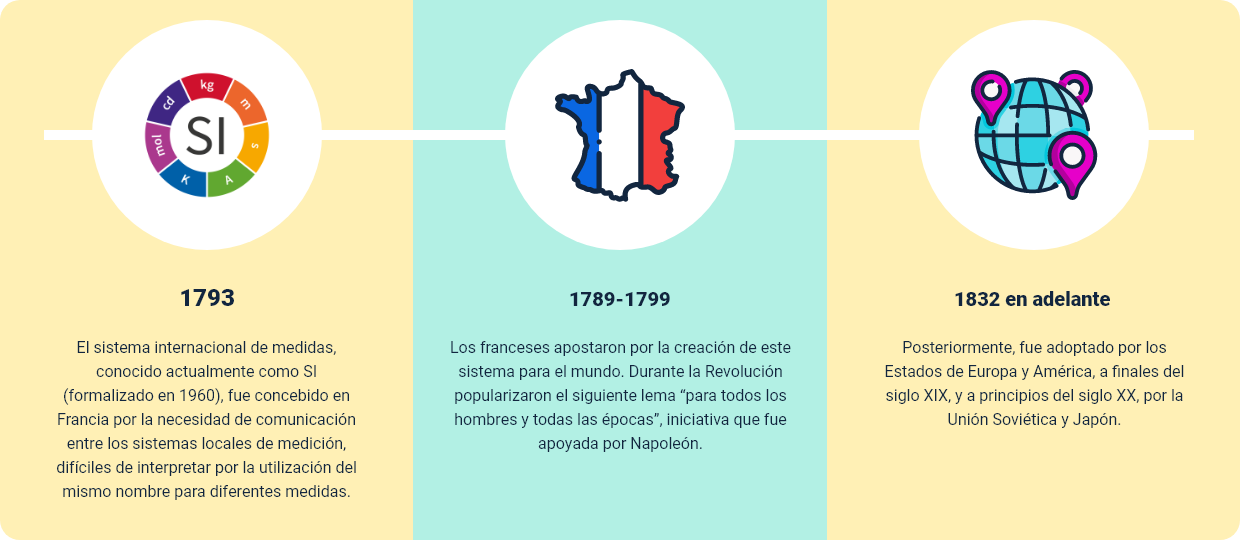 kg
m
s
A
K
mol
cd
SI
1793
El sistema internacional de medidas,
conocido actualmente como SI
(formalizado en 1960), fue concebido en
Francia por la necesidad de comunicación
entre los sistemas locales de medición,
difíciles de interpretar por la utilización del
mismo nombre para diferentes medidas.
1789-1799
Los franceses apostaron por la creación de este
sistema para el mundo. Durante la Revolución
popularizaron el siguiente lema “para todos los
hombres y todas las épocas”, iniciativa que fue
apoyada por Napoleón.
1832 en adelante
Posteriormente, fue adoptado por los
Estados de Europa y América, a finales del
siglo XIX, y a principios del siglo XX, por la
Unión Soviética y Japón.